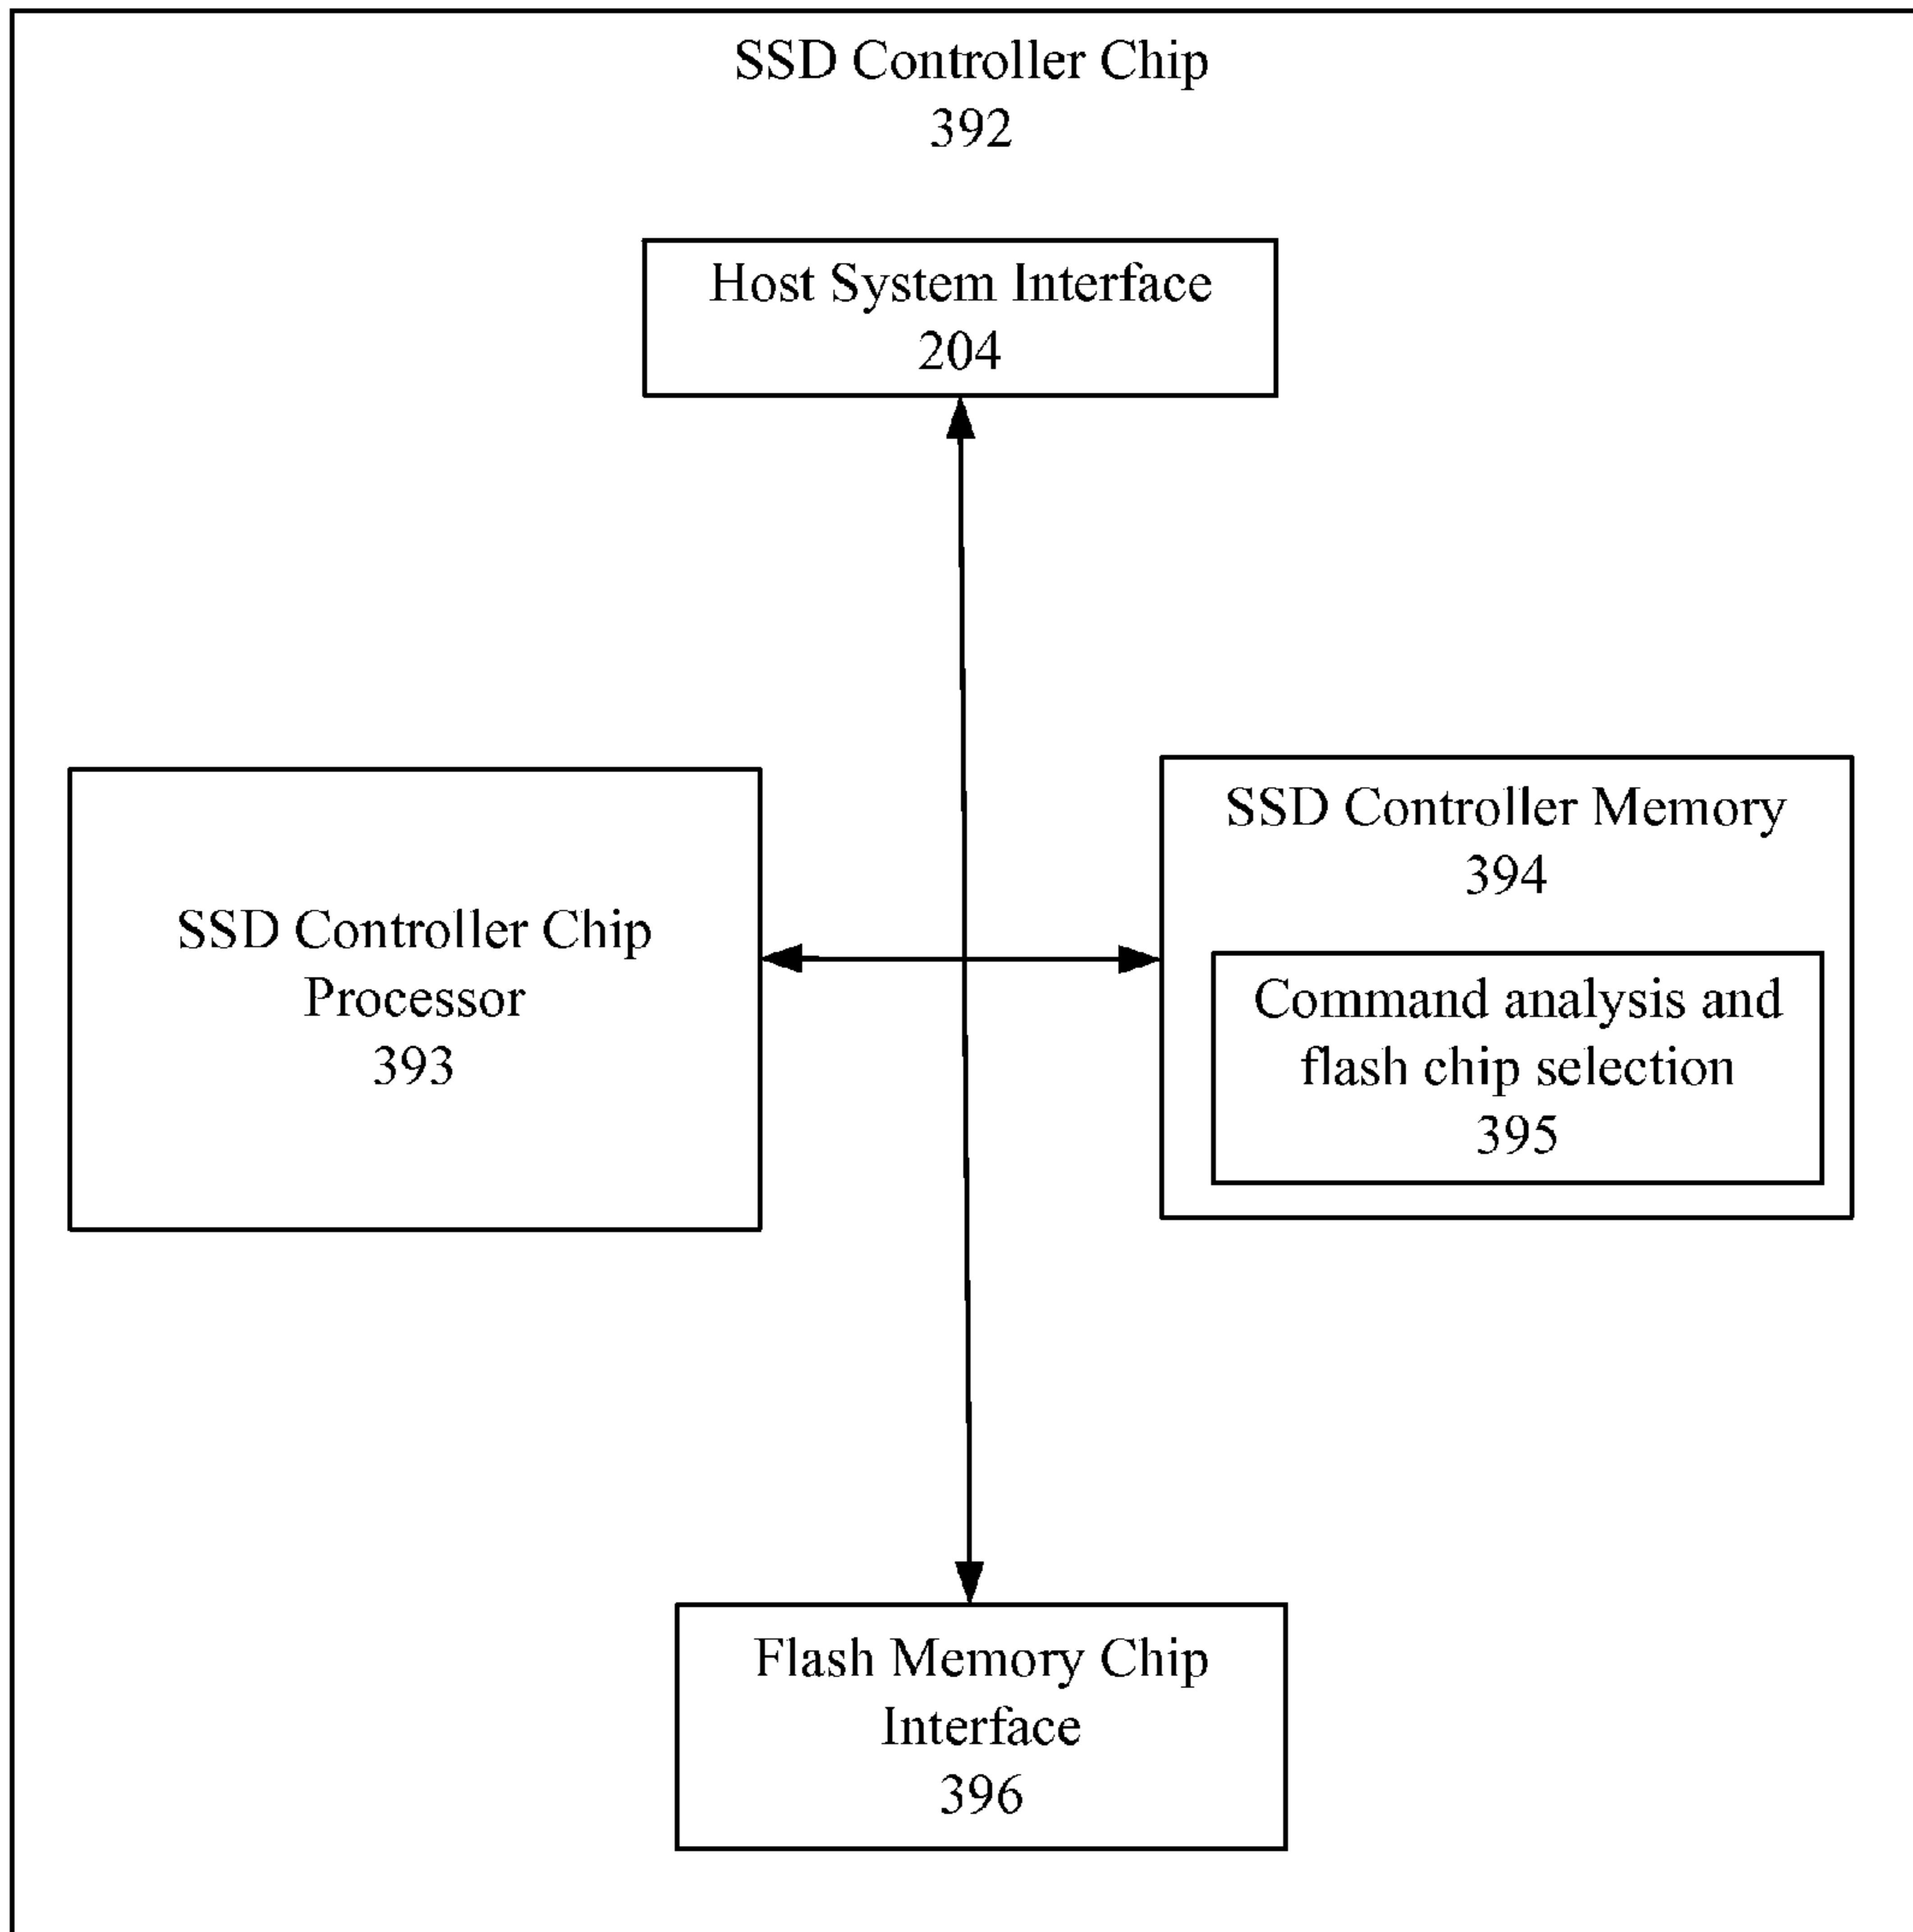 SSD Controller Chip
392
Host System Interface
204
SSD Controller Chip
Processor
393
SSD Controller Memory
394
Command analysis and
flash chip selection
395
Flash Memory Chip
Interface
396